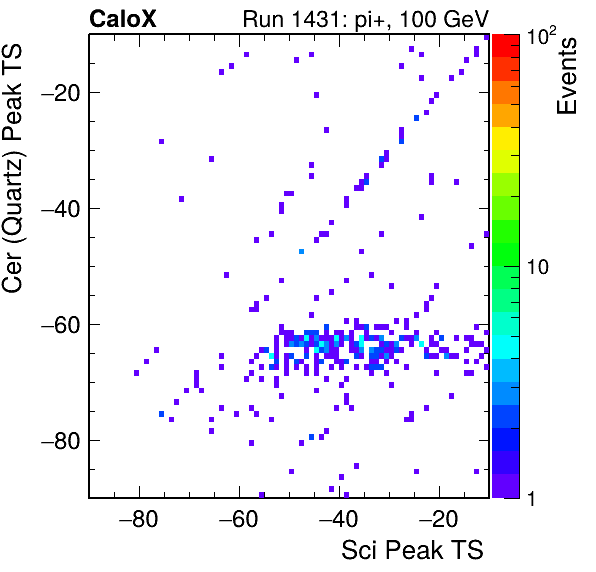 CaloX Run 1431: pi+, 100 GeV
Cer (Quartz) Peak TS
−20
−40
−60
−80
−80 −60 −40 −20
Sci Peak TS
10²
10
1
Events